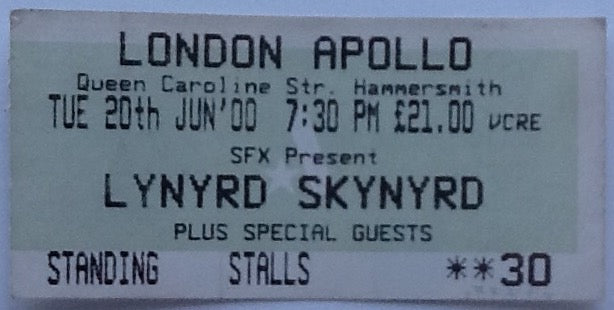 LONDON APOLLO
Queen Caroline Str. Hammersmith
TUE 20th JUN'00 7:30 PM £21.00 VCRE
SFX Present
LYNYRD SKYNYRD
PLUS SPECIAL GUESTS
STANDING STALLS **30